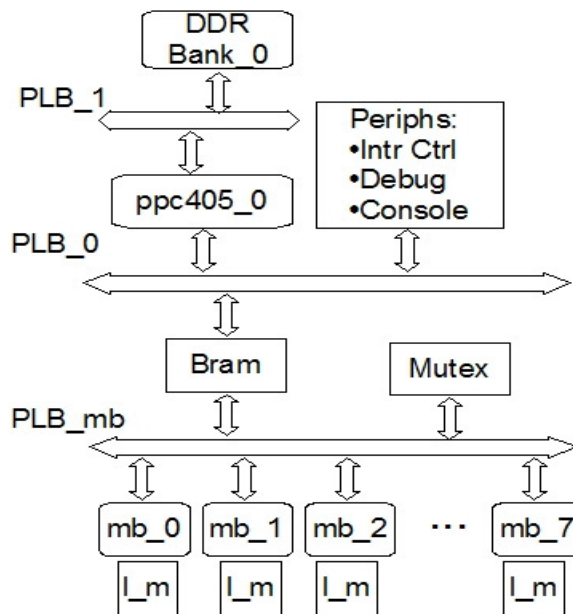 DDR
Bank_0
PLB_1
Periphs:
•Intr Ctrl
•Debug
•Console
ppc405_0
PLB_0
Bram
Mutex
PLB_mb
mb_0 mb_1 mb_2 ... mb_7
l_m l_m l_m l_m